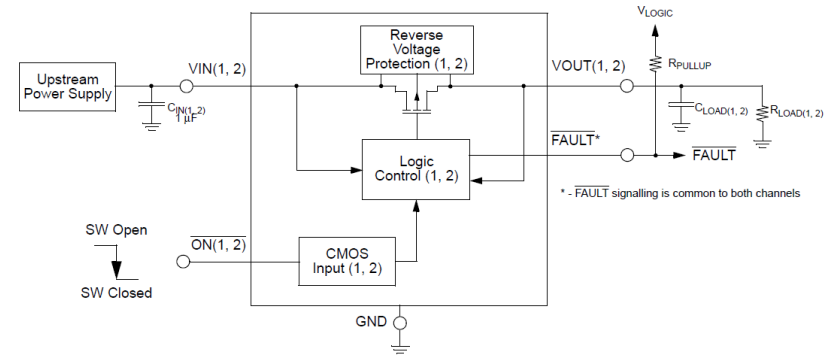 VLOGIC
Reverse
Voltage
Protection (1, 2)
RPULLUP
VIN(1, 2)
VOUT(1, 2)
Upstream
Power Supply
CIN(1, 2)
1 μF
CLOAD(1, 2)
RLOAD(1, 2)
FAULT*
FAULT
Logic
Control (1, 2)
* - FAULT signalling is common to both channels
SW Open
ON(1, 2)
CMOS
Input (1, 2)
SW Closed
GND